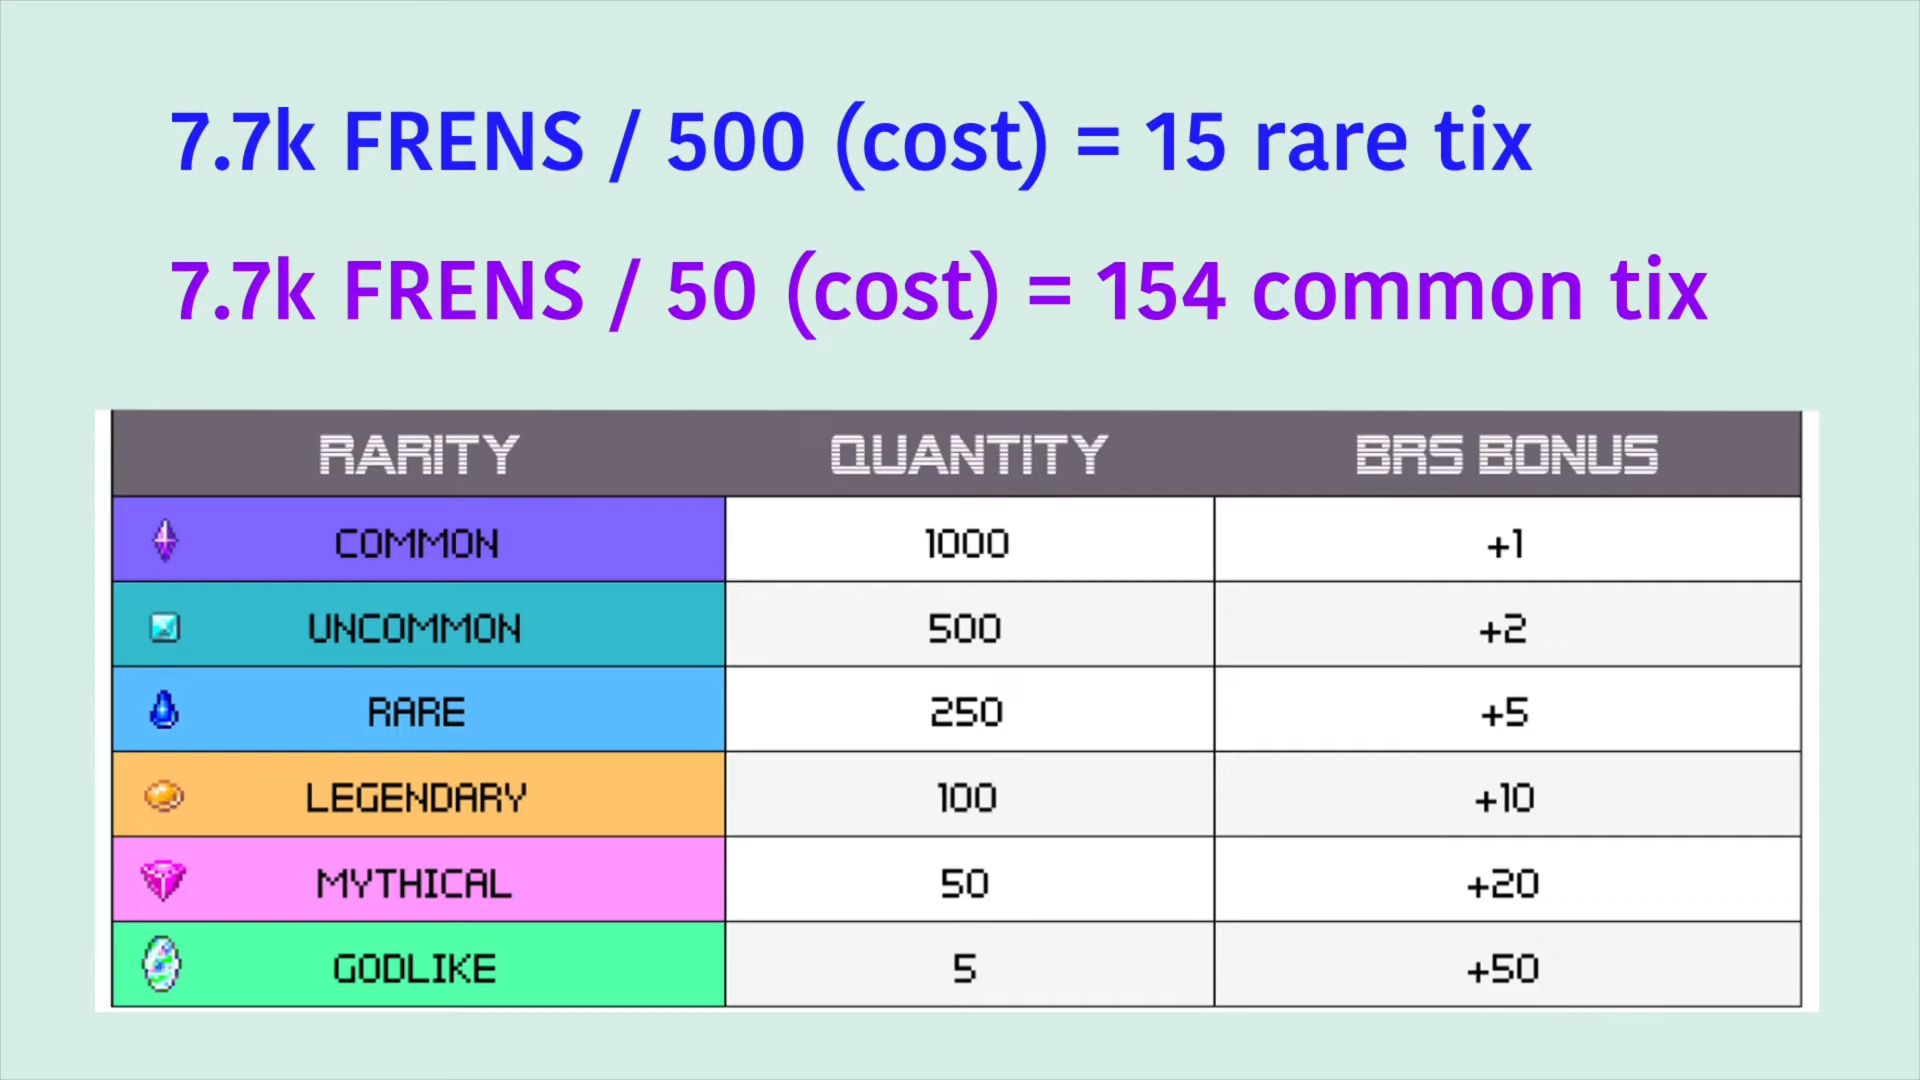 7.7k FRENS / 500 (cost) = 15 rare tix
7.7k FRENS / 50 (cost) = 154 common tix
RARITY QUANTITY BRS BONUS
COMMON 1000 +1
UNCOMMON 500 +2
RARE 250 +5
LEGENDARY 100 +10
MYTHICAL 50 +20
GODLIKE 5 +50